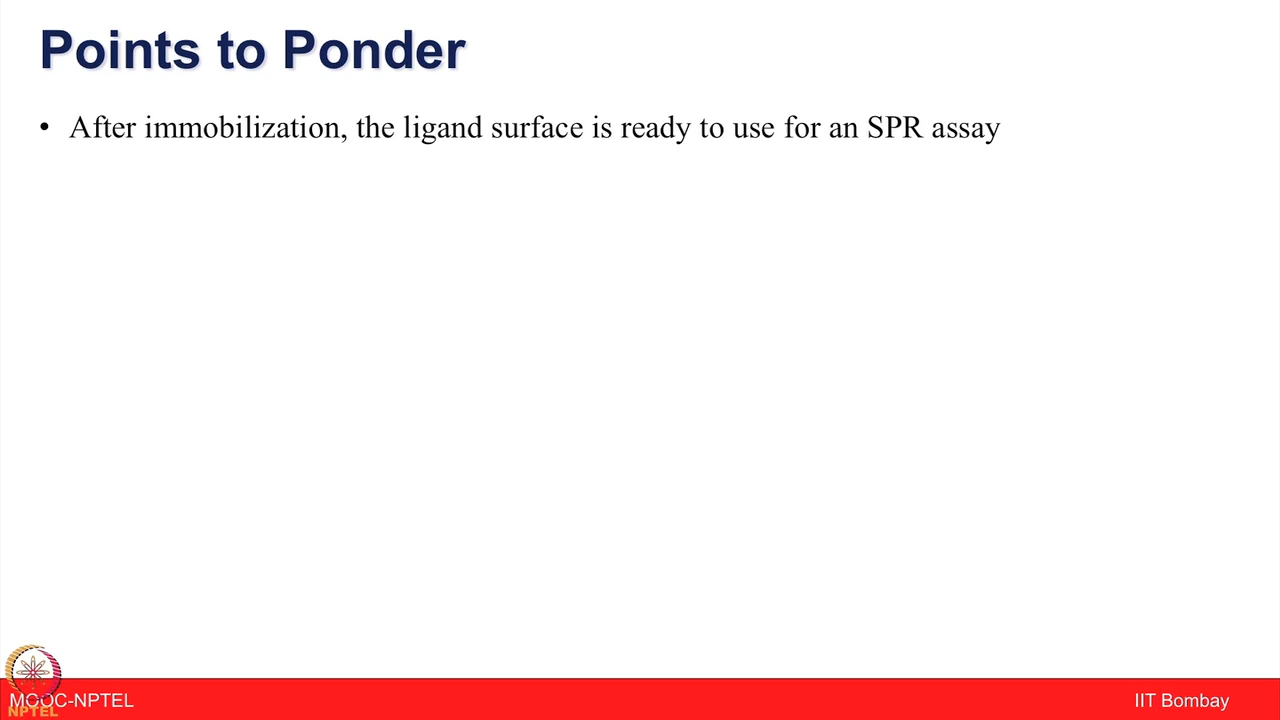 Points to Ponder
• After immobilization, the ligand surface is ready to use for an SPR assay
MOOC-NPTEL
NPTEL
IIT Bombay